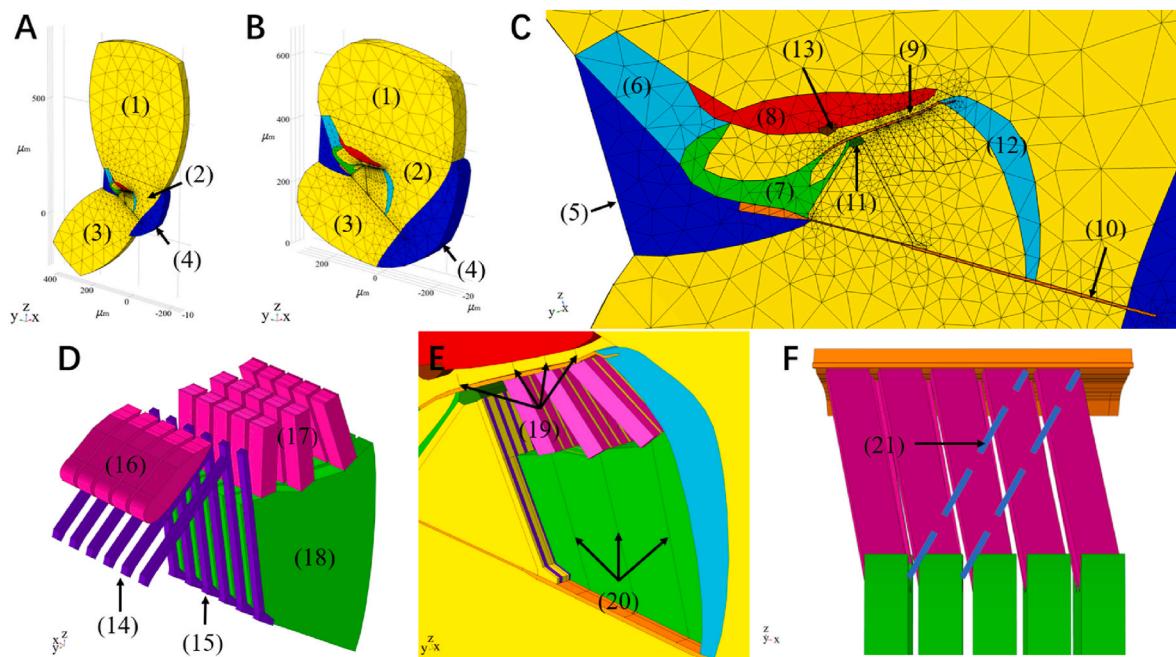 A
B
C
500
0
μm
400
200
0
-200
-10
μm
(1)
(2)
(3)
(4)
z
y x
600
400
200
0
μm
200
0
-200
-20
μm
(1)
(2)
(3)
(4)
z
y x
(13)
(9)
(6)
(8)
(12)
(7)
(11)
(5)
(10)
z
y x
D
E
F
(17)
(16)
(18)
(14)
(15)
x z
y
(19)
(20)
z
y x
(21)
z
y x